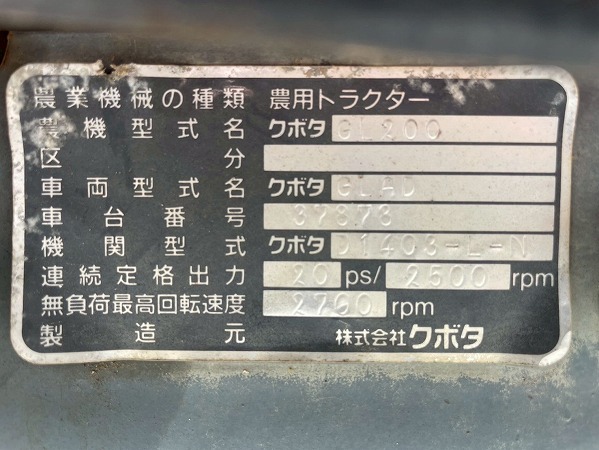 農業機械の種類 農用トラクター
農機型式名 クボタ GL200
区分
車両型式名 クボタ GLAD
車台番号 37873
機関型式 クボタ D1403-L-N
連続定格出力 20 ps/ 2500 rpm
無負荷最高回転速度 2760 rpm
製造元 株式会社クボタ